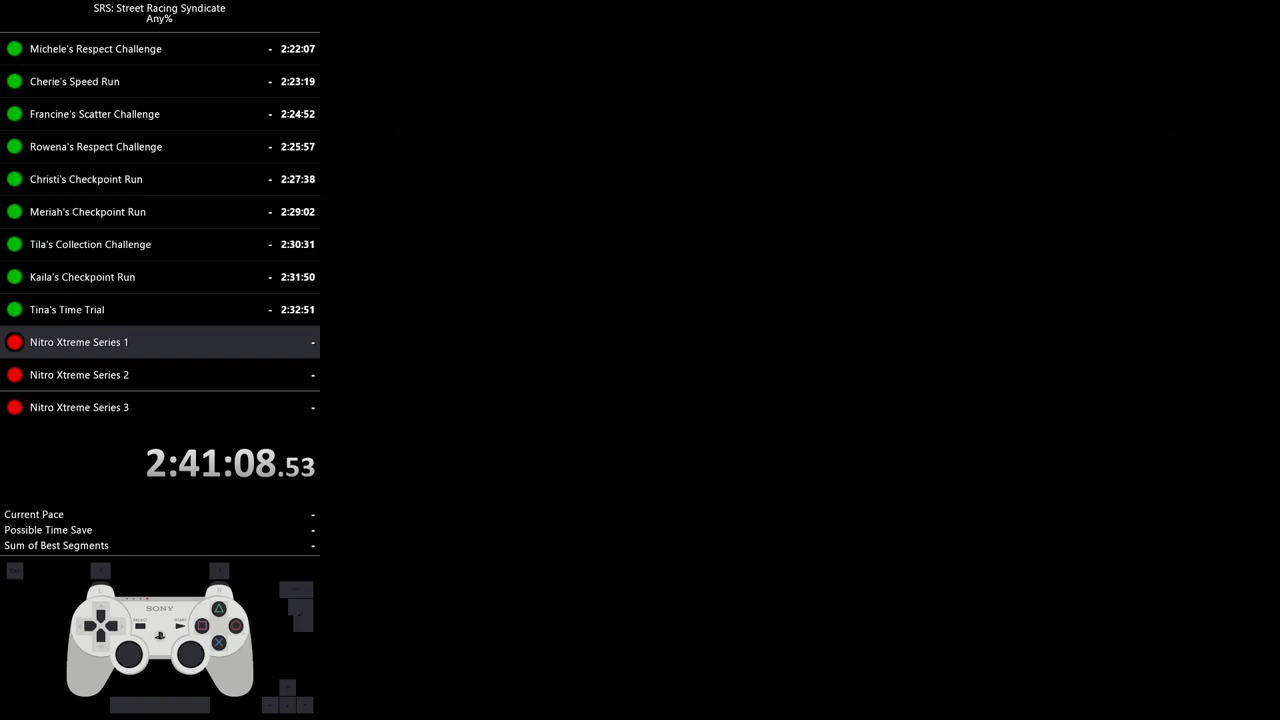 SRS: Street Racing Syndicate
Any%
Michele's Respect Challenge - 2:22:07
Cherie's Speed Run - 2:23:19
Francine's Scatter Challenge - 2:24:52
Rowena's Respect Challenge - 2:25:57
Christi's Checkpoint Run - 2:27:38
Meriah's Checkpoint Run - 2:29:02
Tila's Collection Challenge - 2:30:31
Kaila's Checkpoint Run - 2:31:50
Tina's Time Trial - 2:32:51
Nitro Xtreme Series 1 -
Nitro Xtreme Series 2 -
Nitro Xtreme Series 3 -
2:41:08.53
Current Pace -
Possible Time Save -
Sum of Best Segments -
L R
SONY
SELECT START